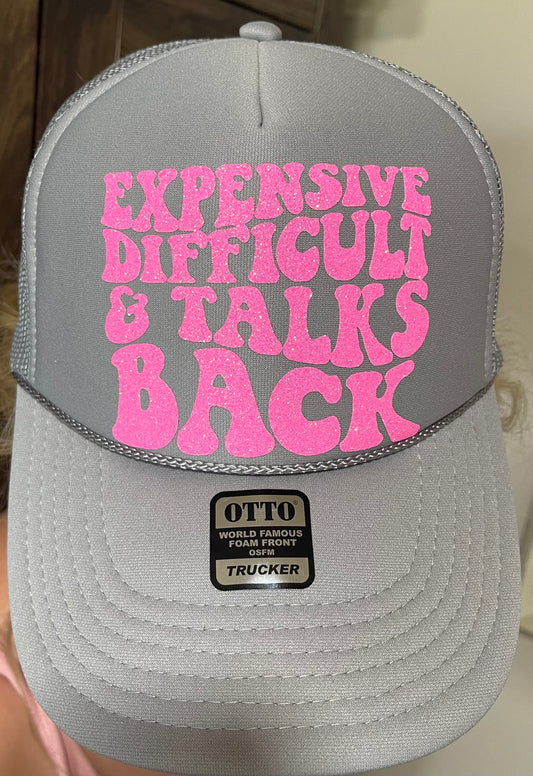 EXPENSIVE
DIFFICULT
& TALKS
BACK
OTTO®
WORLD FAMOUS
FOAM FRONT
OSFM
TRUCKER